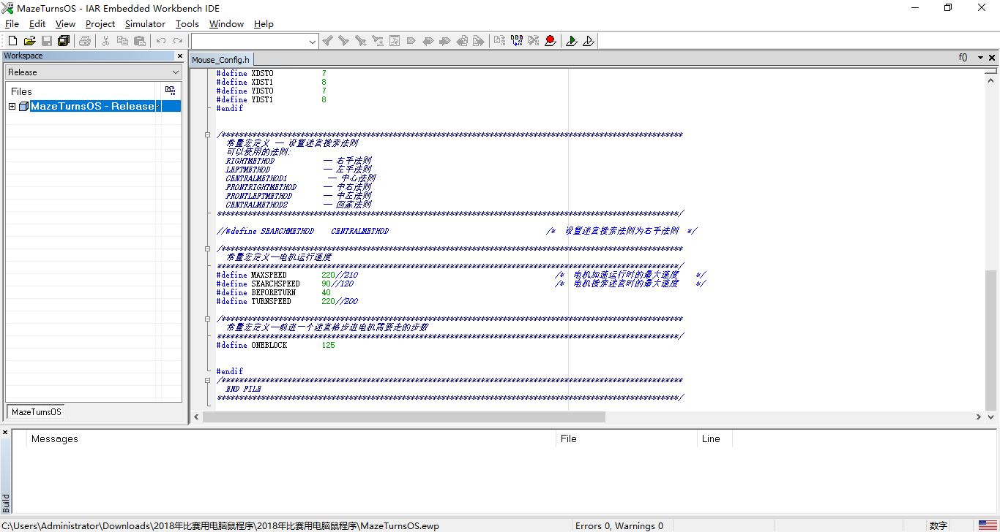 MazeTurnsOS - IAR Embedded Workbench IDE
File Edit View Project Simulator Tools Window Help
Workspace
Mouse_Config.h
f()
Release
Files
MazeTurnsOS - Release
#define XDST0 7
#define XDST1 8
#define YDST0 7
#define YDST1 8
#endif
/*********************************************************************************************************
常量宏定义 -- 设置迷宫搜索法则
可以使用的法则:
RIGHTMETHOD -- 右手法则
LEFTMETHOD -- 左手法则
CENTRALMETHOD1 -- 中心法则
FRONTRIGHTMETHOD -- 中右法则
FRONTLEFTMETHOD -- 中左法则
CENTRALMETHOD2 -- 回家法则
*********************************************************************************************************/
//#define SEARCHMETHOD CENTRALMETHOD /* 设置迷宫搜索法则为右手法则 */
/*********************************************************************************************************
常量宏定义--电机运行速度
*********************************************************************************************************/
#define MAXSPEED 220//210 /* 电机加速运行时的最大速度 */
#define SEARCHSPEED 90//120 /* 电机搜索迷宫时的最大速度 */
#define BEFORETURN 40
#define TURNSPEED 220//200
/*********************************************************************************************************
常量宏定义--前进一个迷宫格步进电机需要走的步数
*********************************************************************************************************/
#define ONEBLOCK 125
#endif
/*********************************************************************************************************
END FILE
*********************************************************************************************************/
MazeTurnsOS
Messages File Line
Build
C:\Users\Administrator\Downloads\2018年比赛用电脑鼠程序\2018年比赛用电脑鼠程序\MazeTurnsOS.ewp Errors 0, Warnings 0 数字